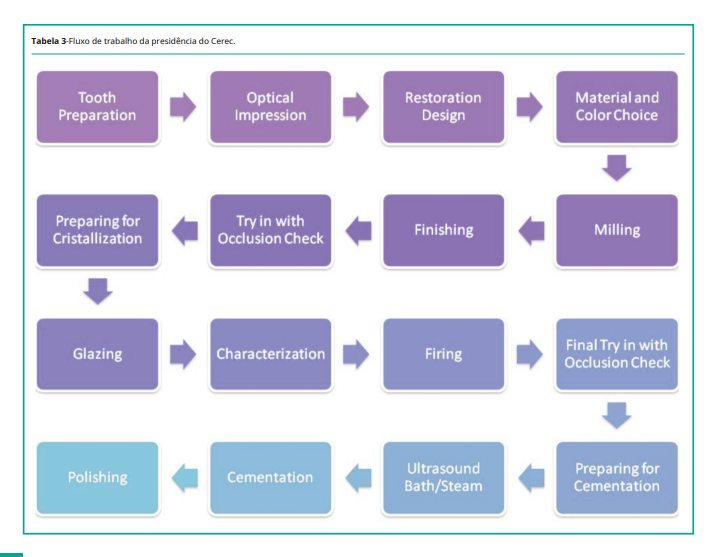 Tabela 3-Fluxo de trabalho da presidência do Cerec.
Tooth
Preparation
Optical
Impression
Restoration
Design
Material and
Color Choice
Milling
Finishing
Try in with
Occlusion Check
Preparing for
Cristallization
Glazing
Characterization
Firing
Final Try in with
Occlusion Check
Preparing for
Cementation
Ultrasound
Bath/Steam
Cementation
Polishing